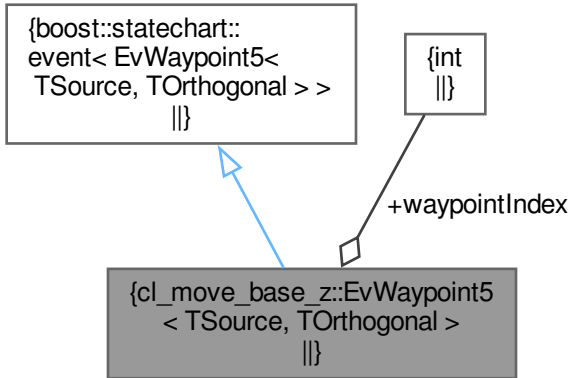 {boost::statechart::
event< EvWaypoint5<
TSource, TOrthogonal > >
||}
{int
||}
+waypointIndex
{cl_move_base_z::EvWaypoint5
< TSource, TOrthogonal >
||}